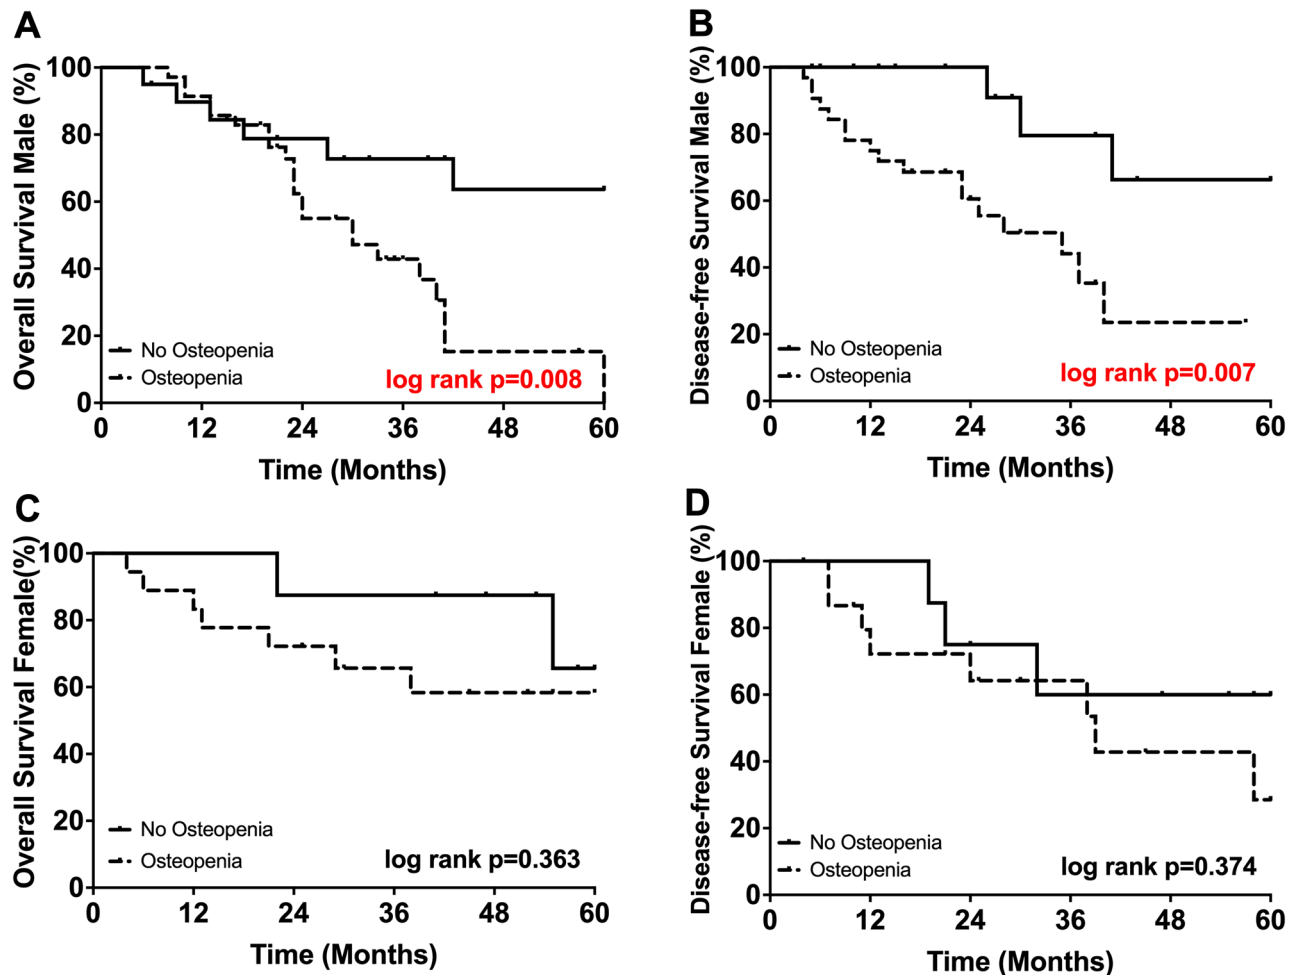 A
Overall Survival Male (%)
100
80
60
40
20
0
No Osteopenia
Osteopenia
log rank p=0.008
0 12 24 36 48 60
Time (Months)
B
Disease-free Survival Male (%)
100
80
60
40
20
0
No Osteopenia
Osteopenia
log rank p=0.007
0 12 24 36 48 60
Time (Months)
C
Overall Survival Female(%)
100
80
60
40
20
0
No Osteopenia
Osteopenia
log rank p=0.363
0 12 24 36 48 60
Time (Months)
D
Disease-free Survival Female (%)
100
80
60
40
20
0
No Osteopenia
Osteopenia
log rank p=0.374
0 12 24 36 48 60
Time (Months)